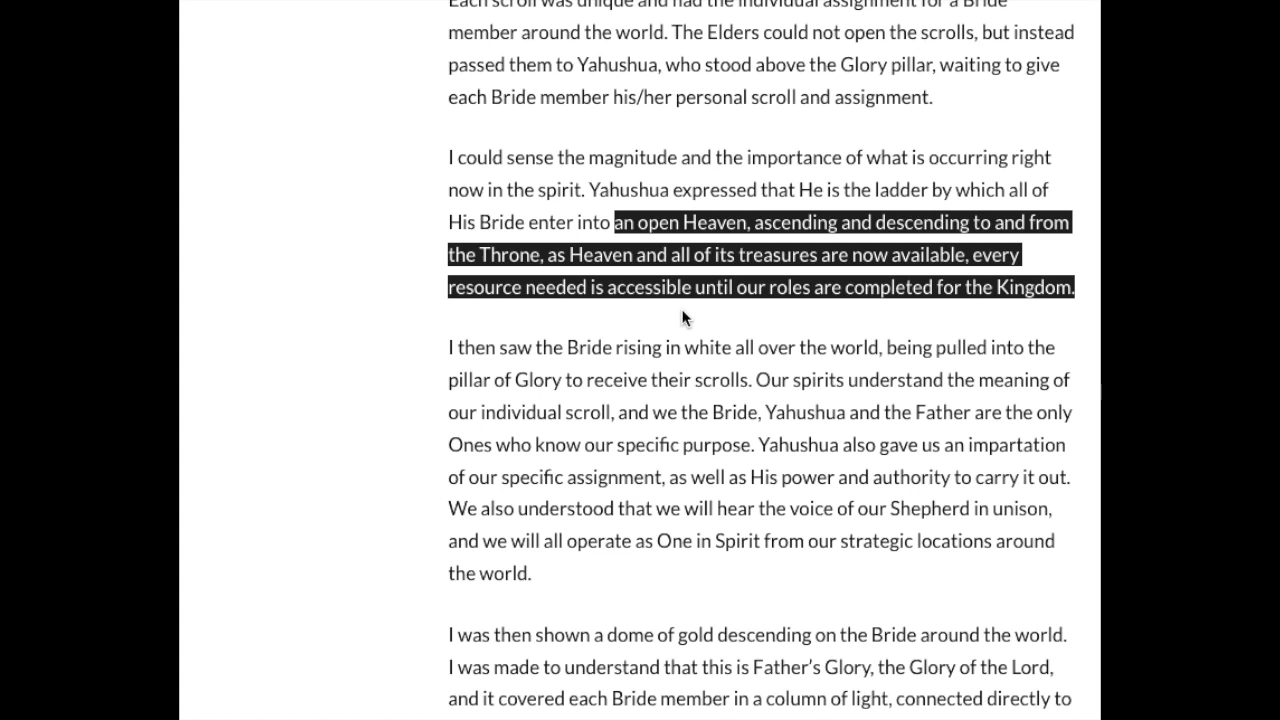 Each scroll was unique and had the individual assignment for a Bride
member around the world. The Elders could not open the scrolls, but instead
passed them to Yahushua, who stood above the Glory pillar, waiting to give
each Bride member his/her personal scroll and assignment.
I could sense the magnitude and the importance of what is occurring right
now in the spirit. Yahushua expressed that He is the ladder by which all of
His Bride enter into an open Heaven, ascending and descending to and from
the Throne, as Heaven and all of its treasures are now available, every
resource needed is accessible until our roles are completed for the Kingdom.
I then saw the Bride rising in white all over the world, being pulled into the
pillar of Glory to receive their scrolls. Our spirits understand the meaning of
our individual scroll, and we the Bride, Yahushua and the Father are the only
Ones who know our specific purpose. Yahushua also gave us an impartation
of our specific assignment, as well as His power and authority to carry it out.
We also understood that we will hear the voice of our Shepherd in unison,
and we will all operate as One in Spirit from our strategic locations around
the world.
I was then shown a dome of gold descending on the Bride around the world.
I was made to understand that this is Father’s Glory, the Glory of the Lord,
and it covered each Bride member in a column of light, connected directly to